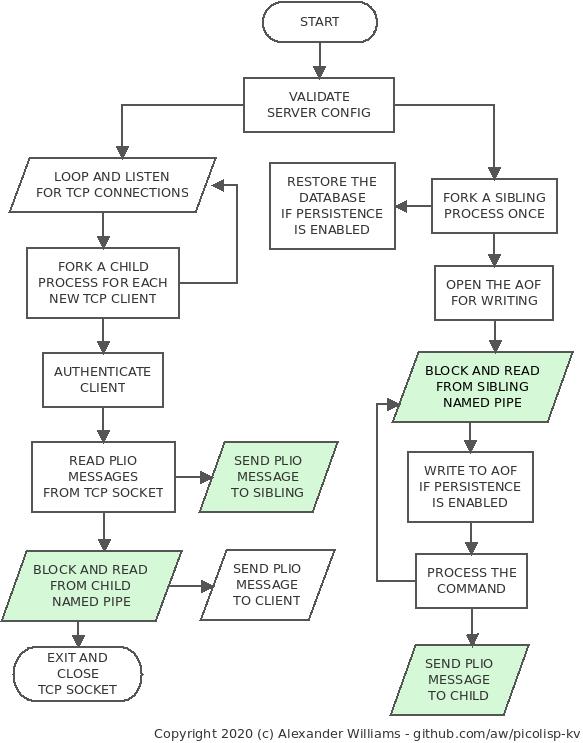 START
VALIDATE
SERVER CONFIG
LOOP AND LISTEN
FOR TCP CONNECTIONS
RESTORE THE
DATABASE
IF PERSISTENCE
IS ENABLED
FORK A SIBLING
PROCESS ONCE
FORK A CHILD
PROCESS FOR EACH
NEW TCP CLIENT
OPEN THE AOF
FOR WRITING
AUTHENTICATE
CLIENT
BLOCK AND READ
FROM SIBLING
NAMED PIPE
READ PLIO
MESSAGES
FROM TCP SOCKET
SEND PLIO
MESSAGE
TO SIBLING
WRITE TO AOF
IF PERSISTENCE
IS ENABLED
BLOCK AND READ
FROM CHILD
NAMED PIPE
SEND PLIO
MESSAGE
TO CLIENT
PROCESS THE
COMMAND
EXIT AND
CLOSE
TCP SOCKET
SEND PLIO
MESSAGE
TO CHILD
Copyright 2020 (c) Alexander Williams - github.com/aw/picolisp-kv